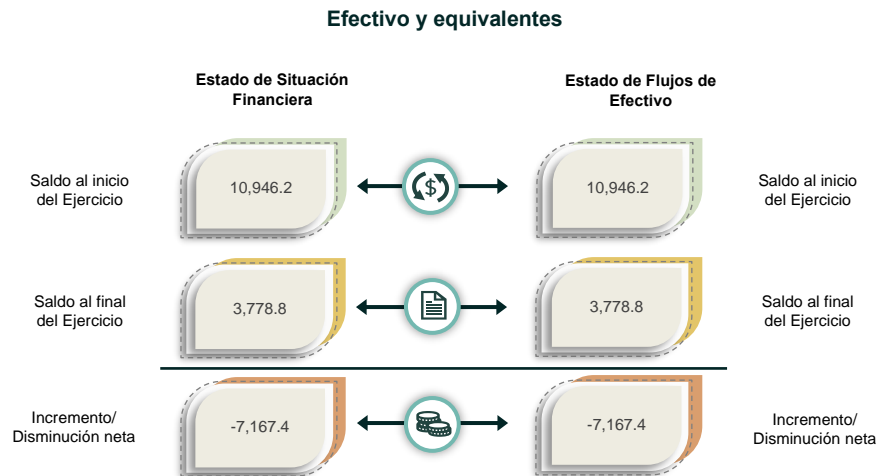 Efectivo y equivalentes
Estado de Situación
Financiera
Estado de Flujos de
Efectivo
Saldo al inicio
del Ejercicio
10,946.2
$
10,946.2
Saldo al inicio
del Ejercicio
Saldo al final
del Ejercicio
3,778.8
3,778.8
Saldo al final
del Ejercicio
Incremento/
Disminución neta
-7,167.4
-7,167.4
Incremento/
Disminución neta